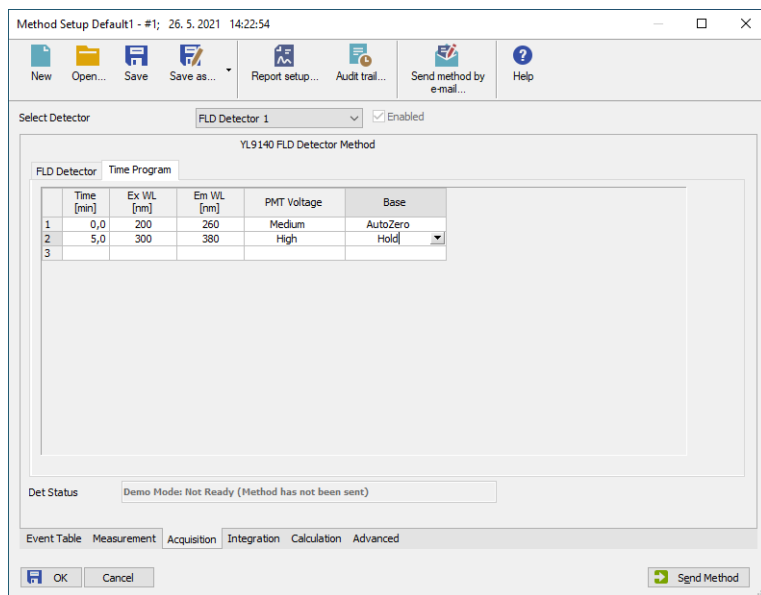 Method Setup Default1 - #1; 26. 5. 2021 14:22:54
New Open... Save Save as... Report setup... Audit trail... Send method by e-mail... Help
Select Detector FLD Detector 1 Enabled
YL9140 FLD Detector Method
FLD Detector Time Program
Time [min] Ex WL [nm] Em WL [nm] PMT Voltage Base
1 0,0 200 260 Medium AutoZero
2 5,0 300 380 High Hold
3
Det Status Demo Mode: Not Ready (Method has not been sent)
Event Table Measurement Acquisition Integration Calculation Advanced
OK Cancel Send Method